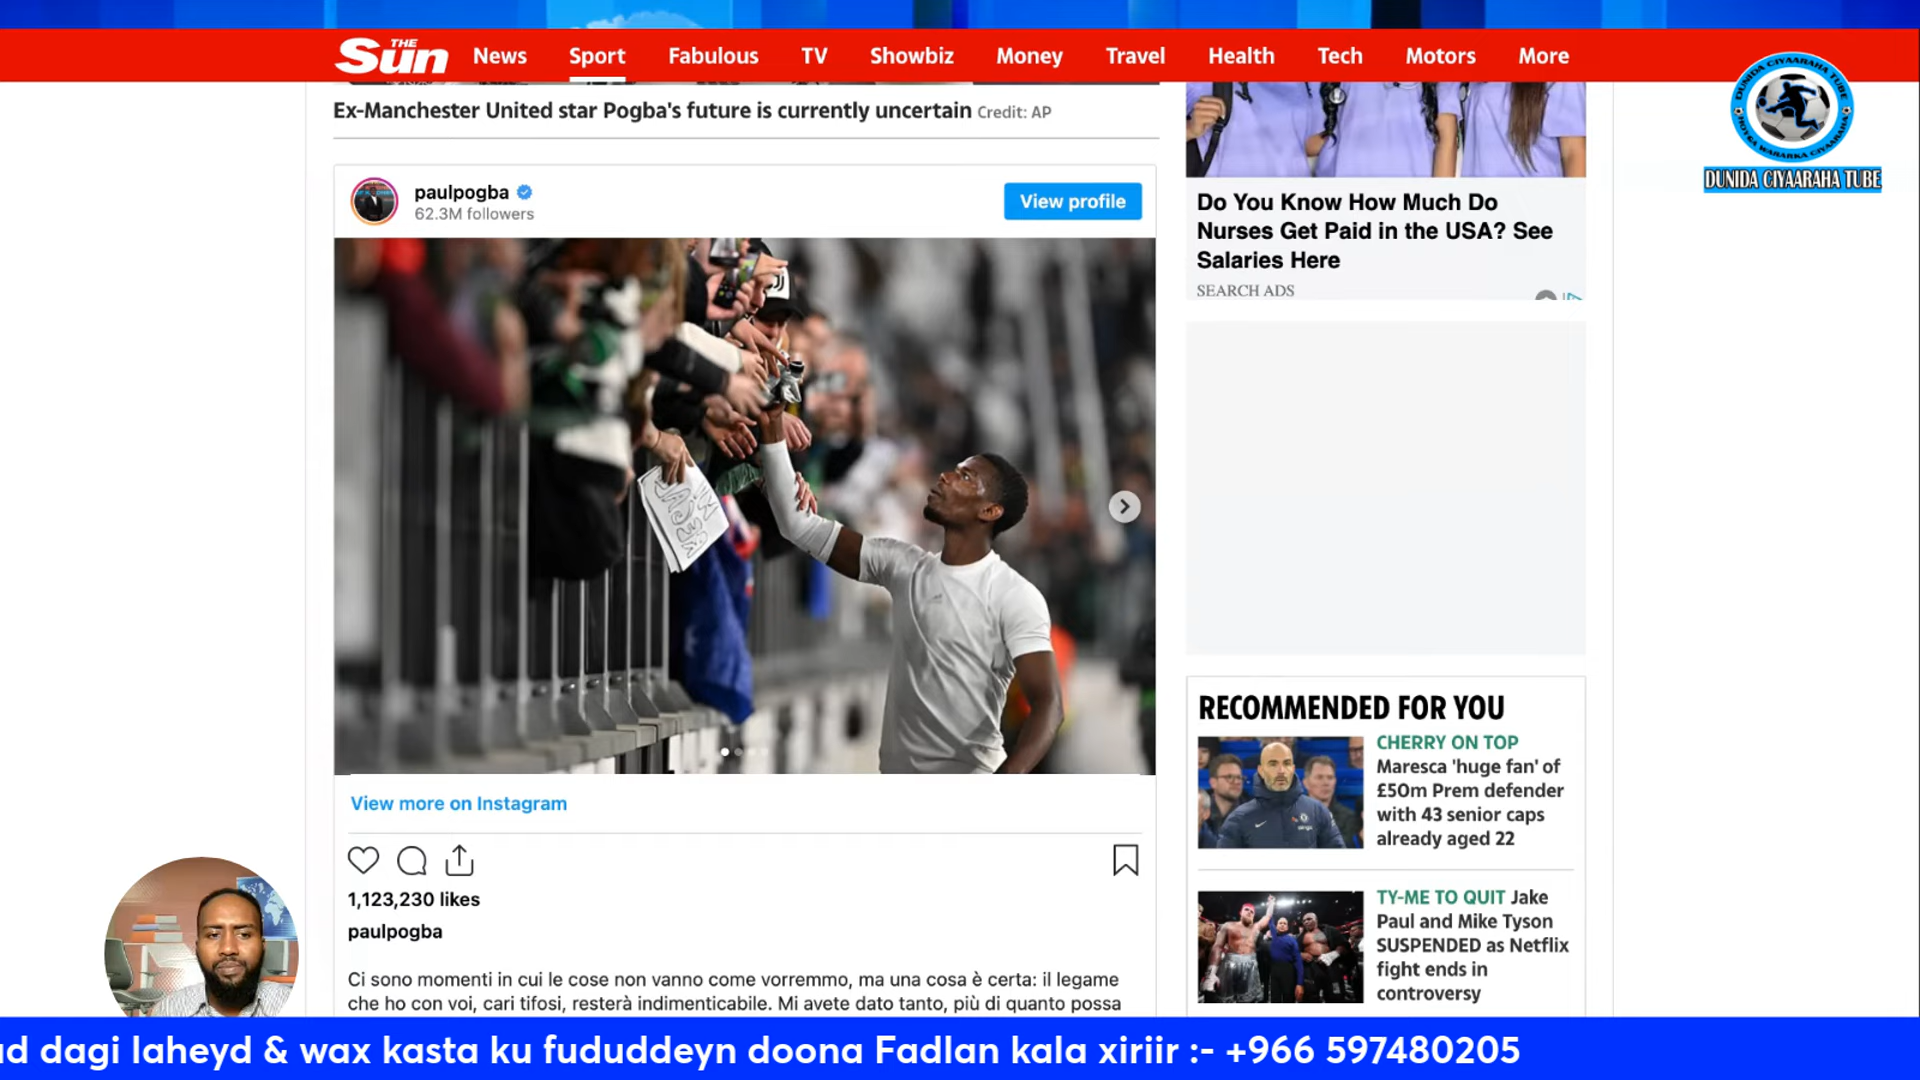 THE
Sun
News
Sport
Fabulous
TV
Showbiz
Money
Travel
Health
Tech
Motors
More
DUNIDA CIYAARAHA TUBE
DUNIDA CIYAARAHA TUBE
Ex-Manchester United star Pogba's future is currently uncertain Credit: AP
paulpogba
62.3M followers
View profile
View more on Instagram
1,123,230 likes
paulpogba
Ci sono momenti in cui le cose non vanno come vorremmo, ma una cosa è certa: il legame
che ho con voi, cari tifosi, resterà indimenticabile. Mi avete dato tanto, più di quanto possa
Do You Know How Much Do
Nurses Get Paid in the USA? See
Salaries Here
SEARCH ADS
RECOMMENDED FOR YOU
CHERRY ON TOP
Maresca 'huge fan' of
£50m Prem defender
with 43 senior caps
already aged 22
TY-ME TO QUIT Jake
Paul and Mike Tyson
SUSPENDED as Netflix
fight ends in
controversy
ad dagi laheyd & wax kasta ku fududdeyn doona Fadlan kala xiriir :- +966 597480205